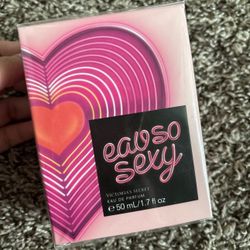 eau so
sexy
VICTORIA'S SECRET
EAU DE PARFUM
℮ 50 mL/1.7 fl oz